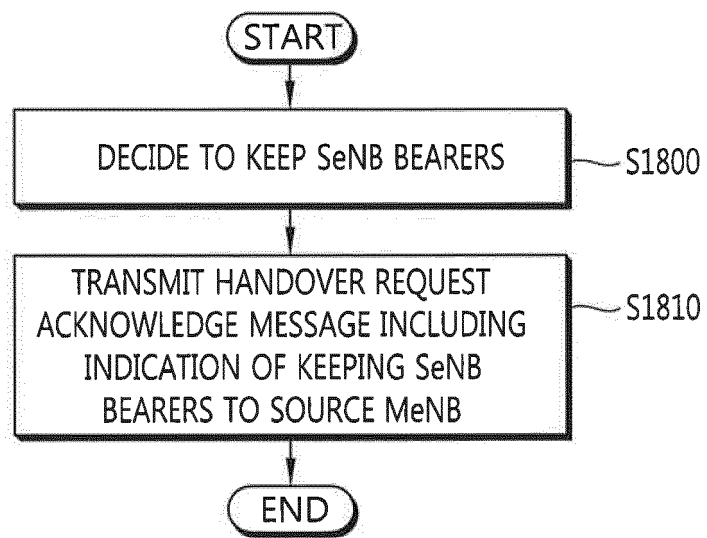 START
DECIDE TO KEEP SeNB BEARERS
S1800
TRANSMIT HANDOVER REQUEST
ACKNOWLEDGE MESSAGE INCLUDING
INDICATION OF KEEPING SeNB
BEARERS TO SOURCE MeNB
S1810
END